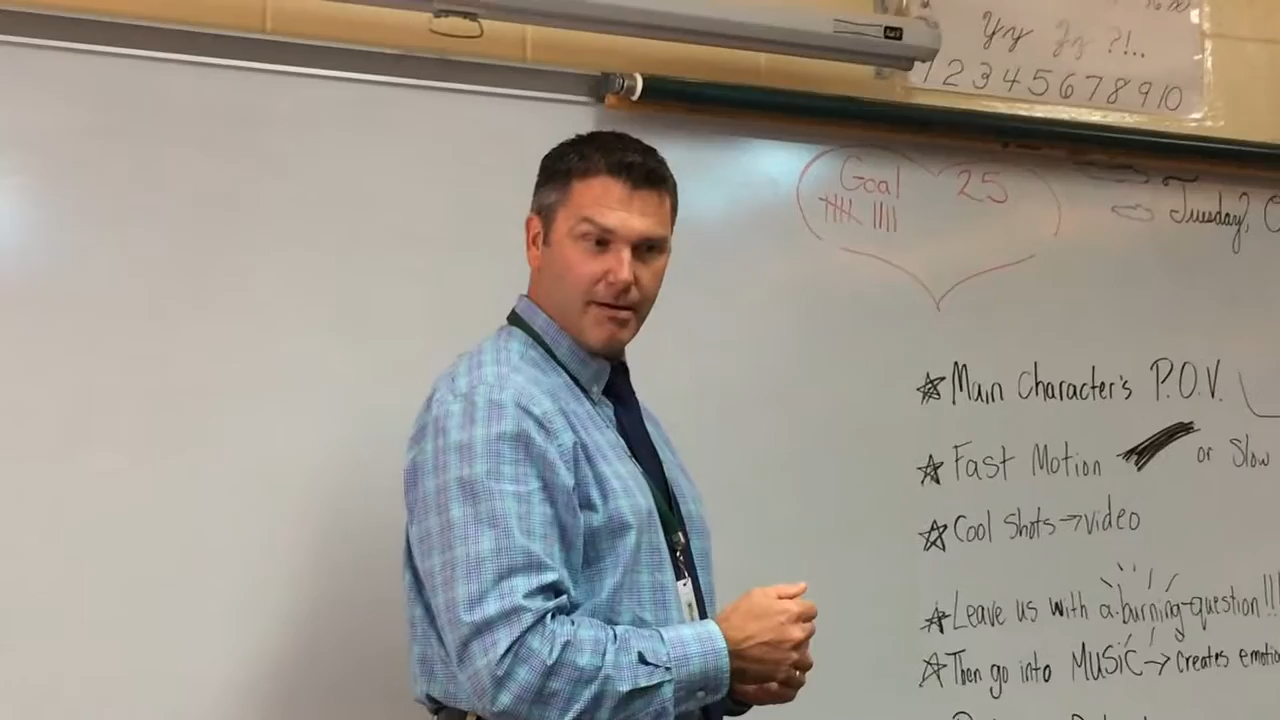 Yy Zz ?!..
1 2 3 4 5 6 7 8 9 10
Goal 25
Tuesday,
☆ Main Character's P.O.V.
☆ Fast Motion or Slow
☆ Cool Shots → video
☆ Leave us with a burning question!!
☆ Then go into MUSiC → creates